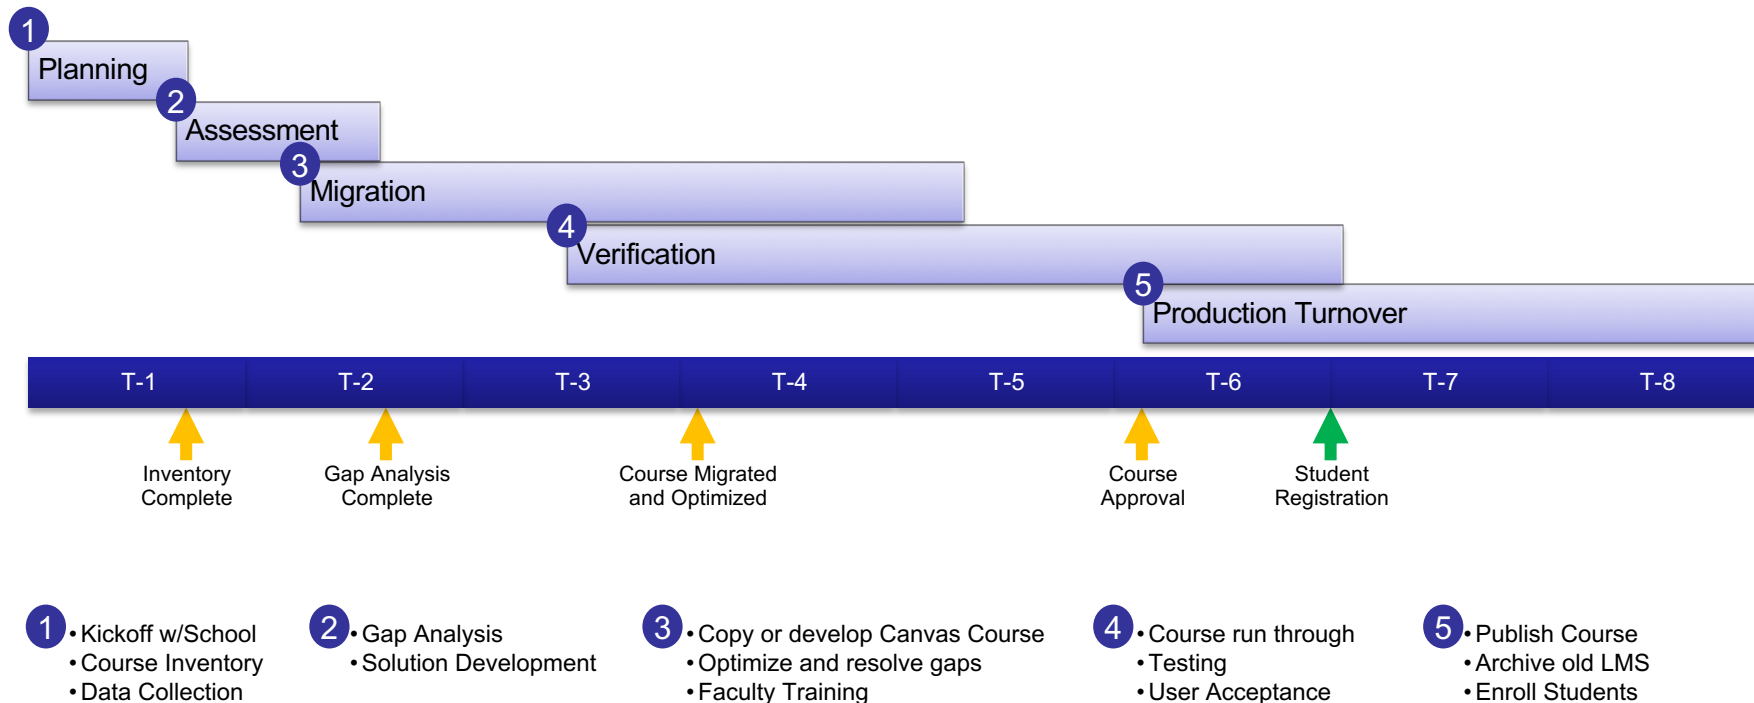 1
Planning
2
Assessment
3
Migration
4
Verification
5
Production Turnover
T-1 T-2 T-3 T-4 T-5 T-6 T-7 T-8
Inventory
Complete
Gap Analysis
Complete
Course Migrated
and Optimized
Course
Approval
Student
Registration
1
• Kickoff w/School
• Course Inventory
• Data Collection
2
• Gap Analysis
• Solution Development
3
• Copy or develop Canvas Course
• Optimize and resolve gaps
• Faculty Training
4
• Course run through
• Testing
• User Acceptance
5
• Publish Course
• Archive old LMS
• Enroll Students